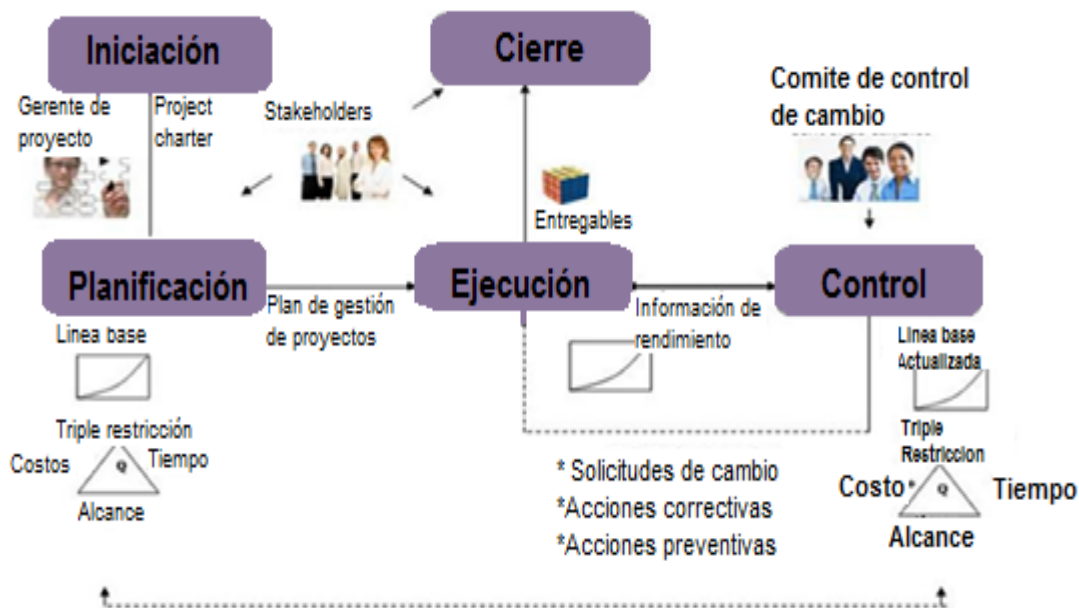 Iniciación
Cierre
Gerente de
proyecto
Project
charter
Stakeholders
Comite de control
de cambio
Entregables
Planificación
Ejecución
Control
Plan de gestión
de proyectos
Información de
rendimiento
Linea base
Linea base
Actualizada
Triple restricción
Costos
Q
Tiempo
Alcance
Triple
Restriccion
Costo
Q
Tiempo
Alcance
* Solicitudes de cambio
*Acciones correctivas
*Acciones preventivas